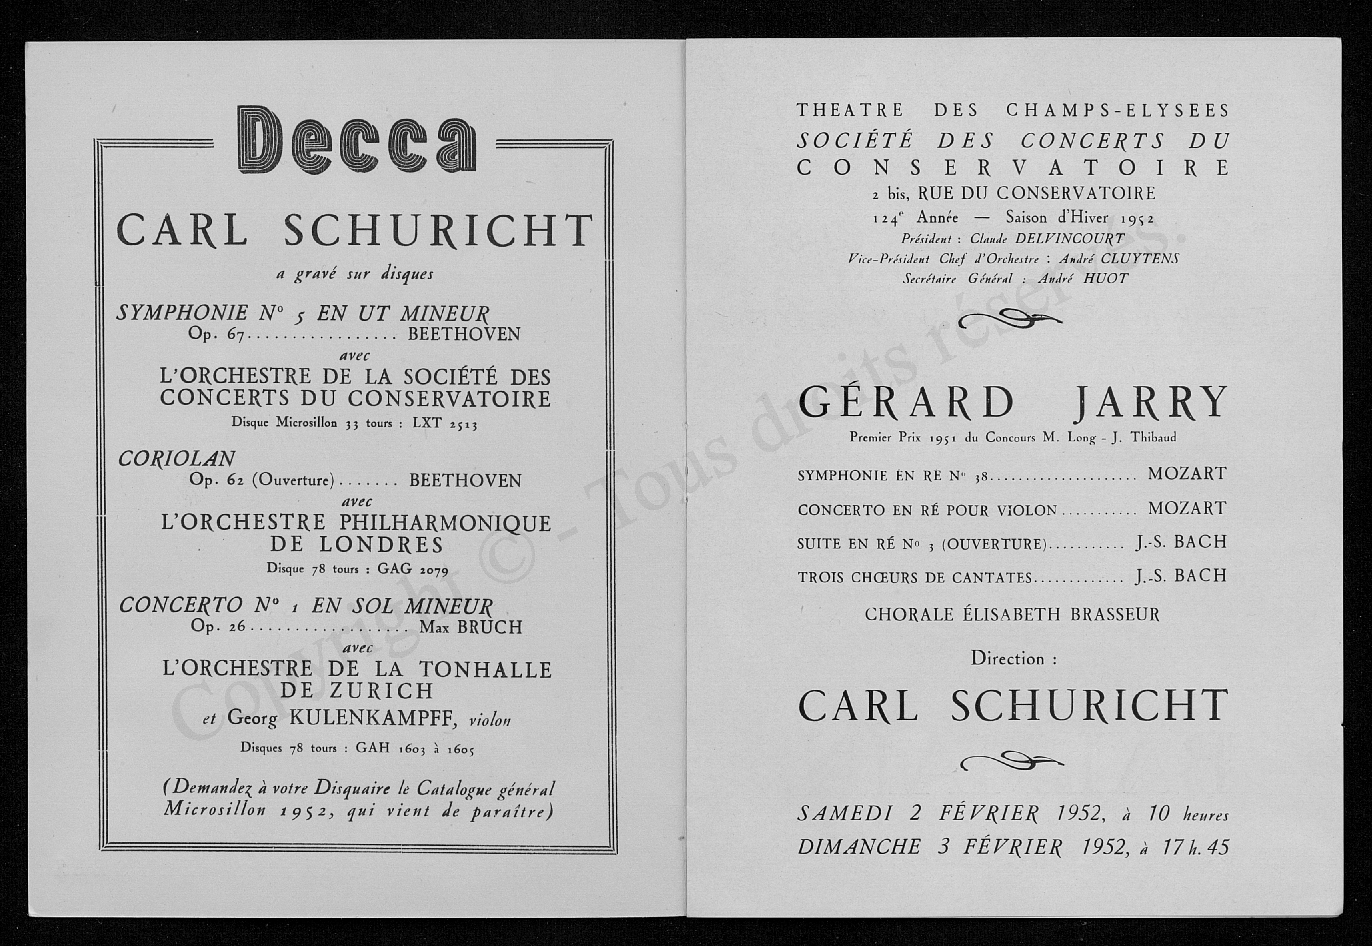 Decca
CARL SCHURICHT
a gravé sur disques
SYMPHONIE Nº 5 EN UT MINEUR
Op. 67................. BEETHOVEN
avec
L'ORCHESTRE DE LA SOCIÉTÉ DES
CONCERTS DU CONSERVATOIRE
Disque Microsillon 33 tours : LXT 2513
CORIOLAN
Op. 62 (Ouverture)....... BEETHOVEN
avec
L'ORCHESTRE PHILHARMONIQUE
DE LONDRES
Disque 78 tours : GAG 2079
CONCERTO Nº 1 EN SOL MINEUR
Op. 26.................. Max BRUCH
avec
L'ORCHESTRE DE LA TONHALLE
DE ZURICH
et Georg KULENKAMPFF, violon
Disques 78 tours : GAH 1603 à 1605
(Demandez à votre Disquaire le Catalogue général
Microsillon 1952, qui vient de paraître)
THEATRE DES CHAMPS-ELYSEES
SOCIÉTÉ DES CONCERTS DU
CONSERVATOIRE
2 bis, RUE DU CONSERVATOIRE
124e Année — Saison d'Hiver 1952
Président : Claude DELVINCOURT
Vice-Président Chef d'Orchestre : André CLUYTENS
Secrétaire Général : André HUOT
GÉRARD JARRY
Premier Prix 1951 du Concours M. Long - J. Thibaud
SYMPHONIE EN RE Nº 38..................... MOZART
CONCERTO EN RÉ POUR VIOLON........... MOZART
SUITE EN RÉ Nº 3 (OUVERTURE)........... J.-S. BACH
TROIS CHŒURS DE CANTATES............. J.-S. BACH
CHORALE ÉLISABETH BRASSEUR
Direction :
CARL SCHURICHT
SAMEDI 2 FÉVRIER 1952, à 10 heures
DIMANCHE 3 FÉVRIER 1952, à 17 h. 45
Copyright © - Tous droits réservés.